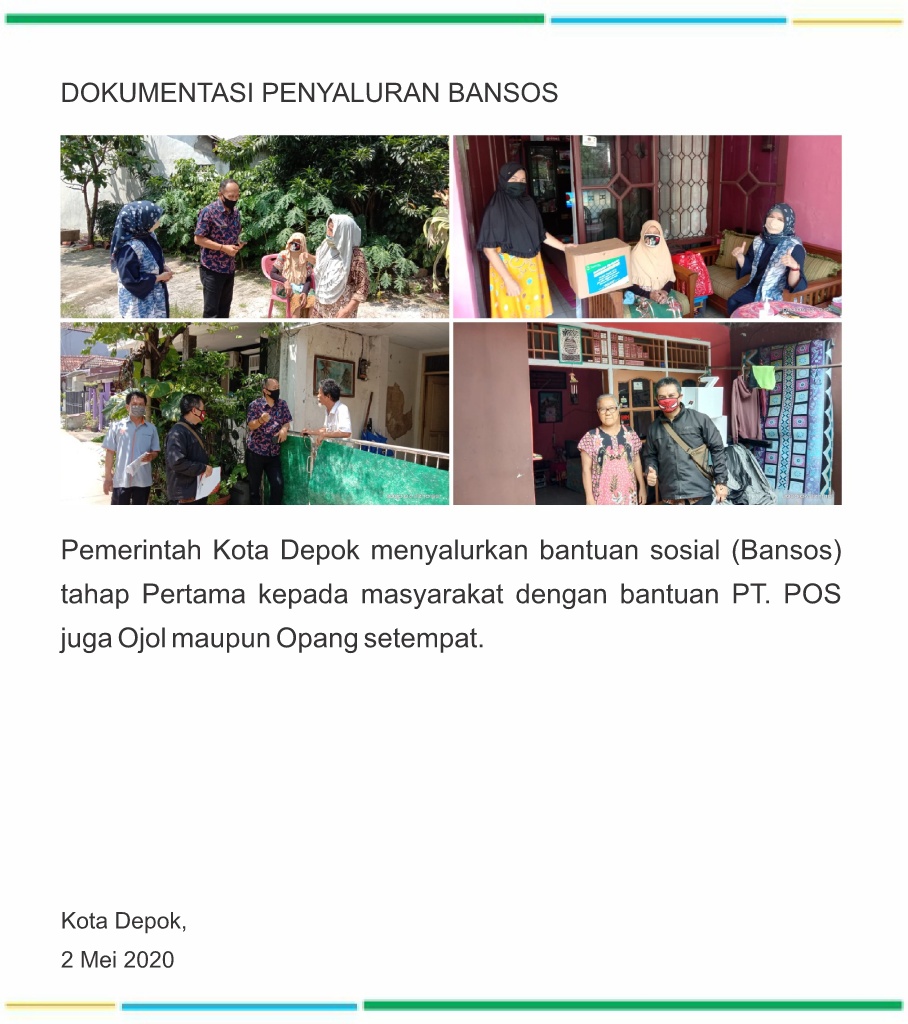 DOKUMENTASI PENYALURAN BANSOS
Pemerintah Kota Depok menyalurkan bantuan sosial (Bansos)
tahap Pertama kepada masyarakat dengan bantuan PT. POS
juga Ojol maupun Opang setempat.
Kota Depok,
2 Mei 2020